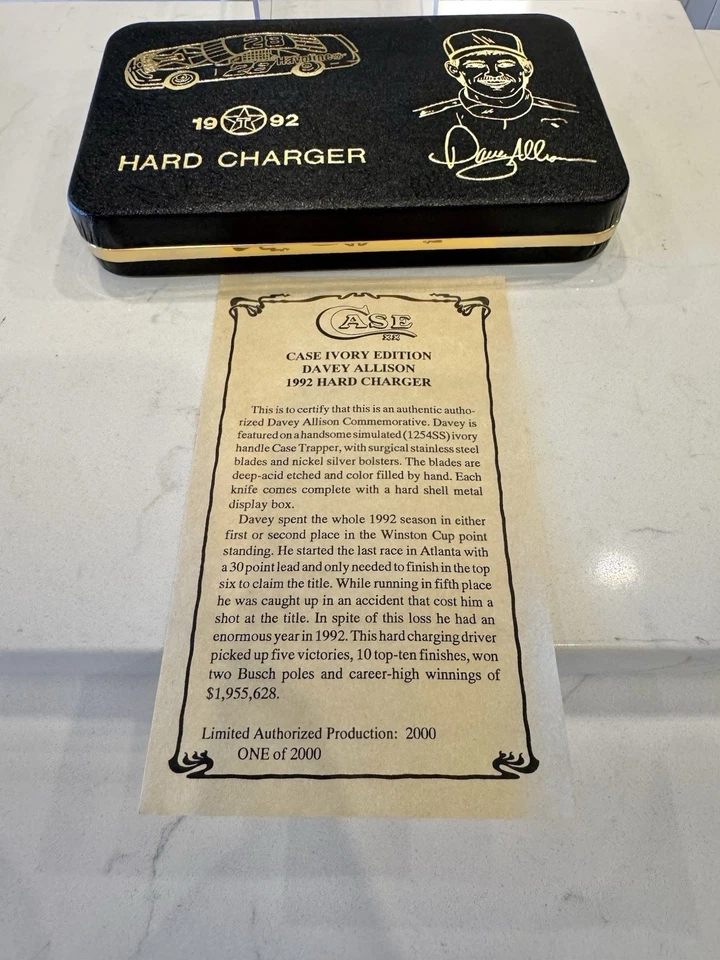 28
28 Havoline
19 T 92
HARD CHARGER
Davey Allison
CASE
XX
CASE IVORY EDITION
DAVEY ALLISON
1992 HARD CHARGER
This is to certify that this is an authentic autho-
rized Davey Allison Commemorative. Davey is
featured on a handsome simulated (1254SS) ivory
handle Case Trapper, with surgical stainless steel
blades and nickel silver bolsters. The blades are
deep-acid etched and color filled by hand. Each
knife comes complete with a hard shell metal
display box.
Davey spent the whole 1992 season in either
first or second place in the Winston Cup point
standing. He started the last race in Atlanta with
a 30 point lead and only needed to finish in the top
six to claim the title. While running in fifth place
he was caught up in an accident that cost him a
shot at the title. In spite of this loss he had an
enormous year in 1992. This hard charging driver
picked up five victories, 10 top-ten finishes, won
two Busch poles and career-high winnings of
$1,955,628.
Limited Authorized Production: 2000
ONE of 2000